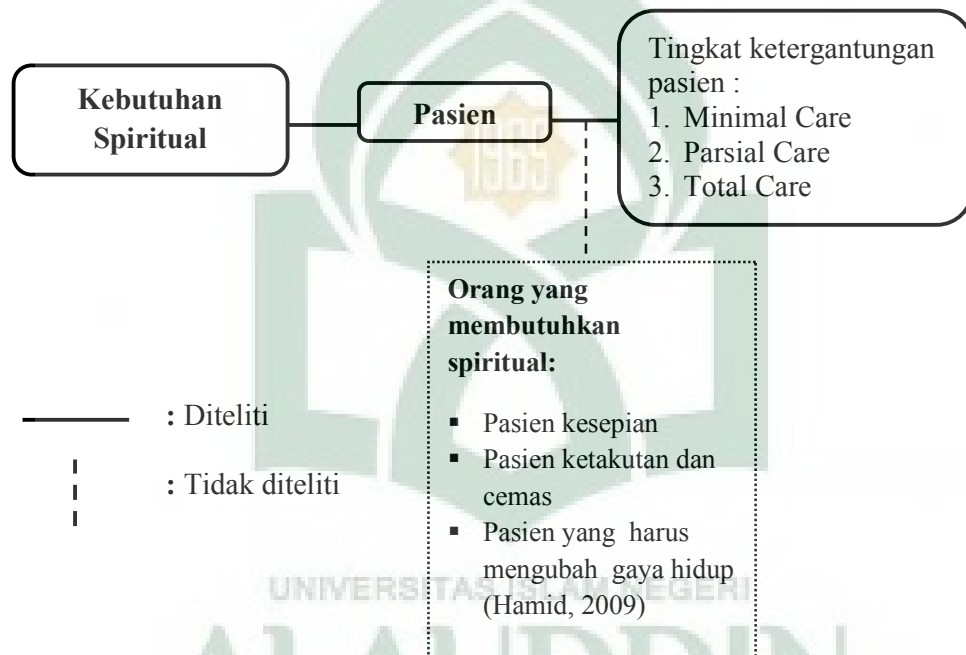 Kebutuhan
Spiritual
Pasien
Tingkat ketergantungan
pasien :
1. Minimal Care
2. Parsial Care
3. Total Care
Orang yang
membutuhkan
spiritual:
▪ Pasien kesepian
▪ Pasien ketakutan dan
cemas
▪ Pasien yang harus
mengubah gaya hidup
(Hamid, 2009)
: Diteliti
: Tidak diteliti
1965
UNIVERSITAS ISLAM NEGERI
ALAUDDIN